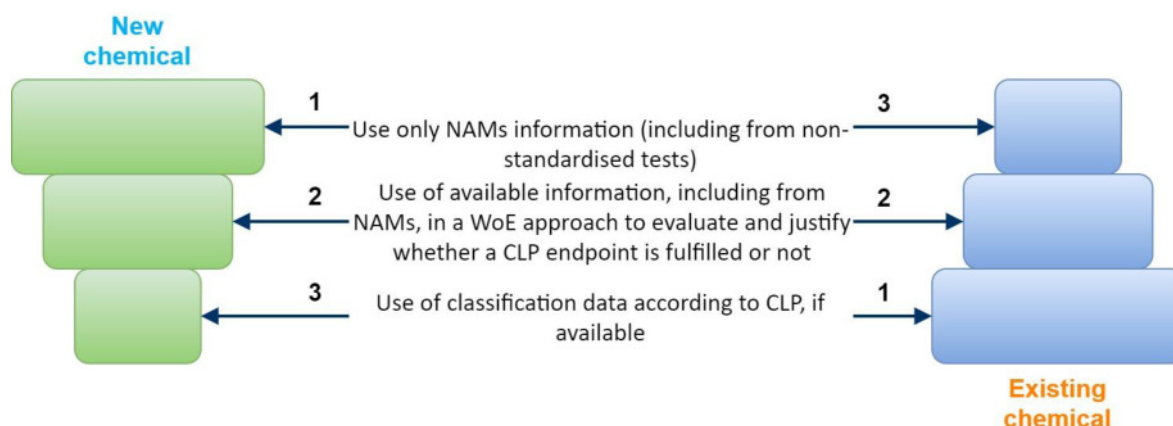 New
chemical
1
Use only NAMs information (including from non-
standardised tests)
3
2
Use of available information, including from
NAMs, in a WoE approach to evaluate and justify
whether a CLP endpoint is fulfilled or not
2
3
Use of classification data according to CLP, if
available
1
Existing
chemical